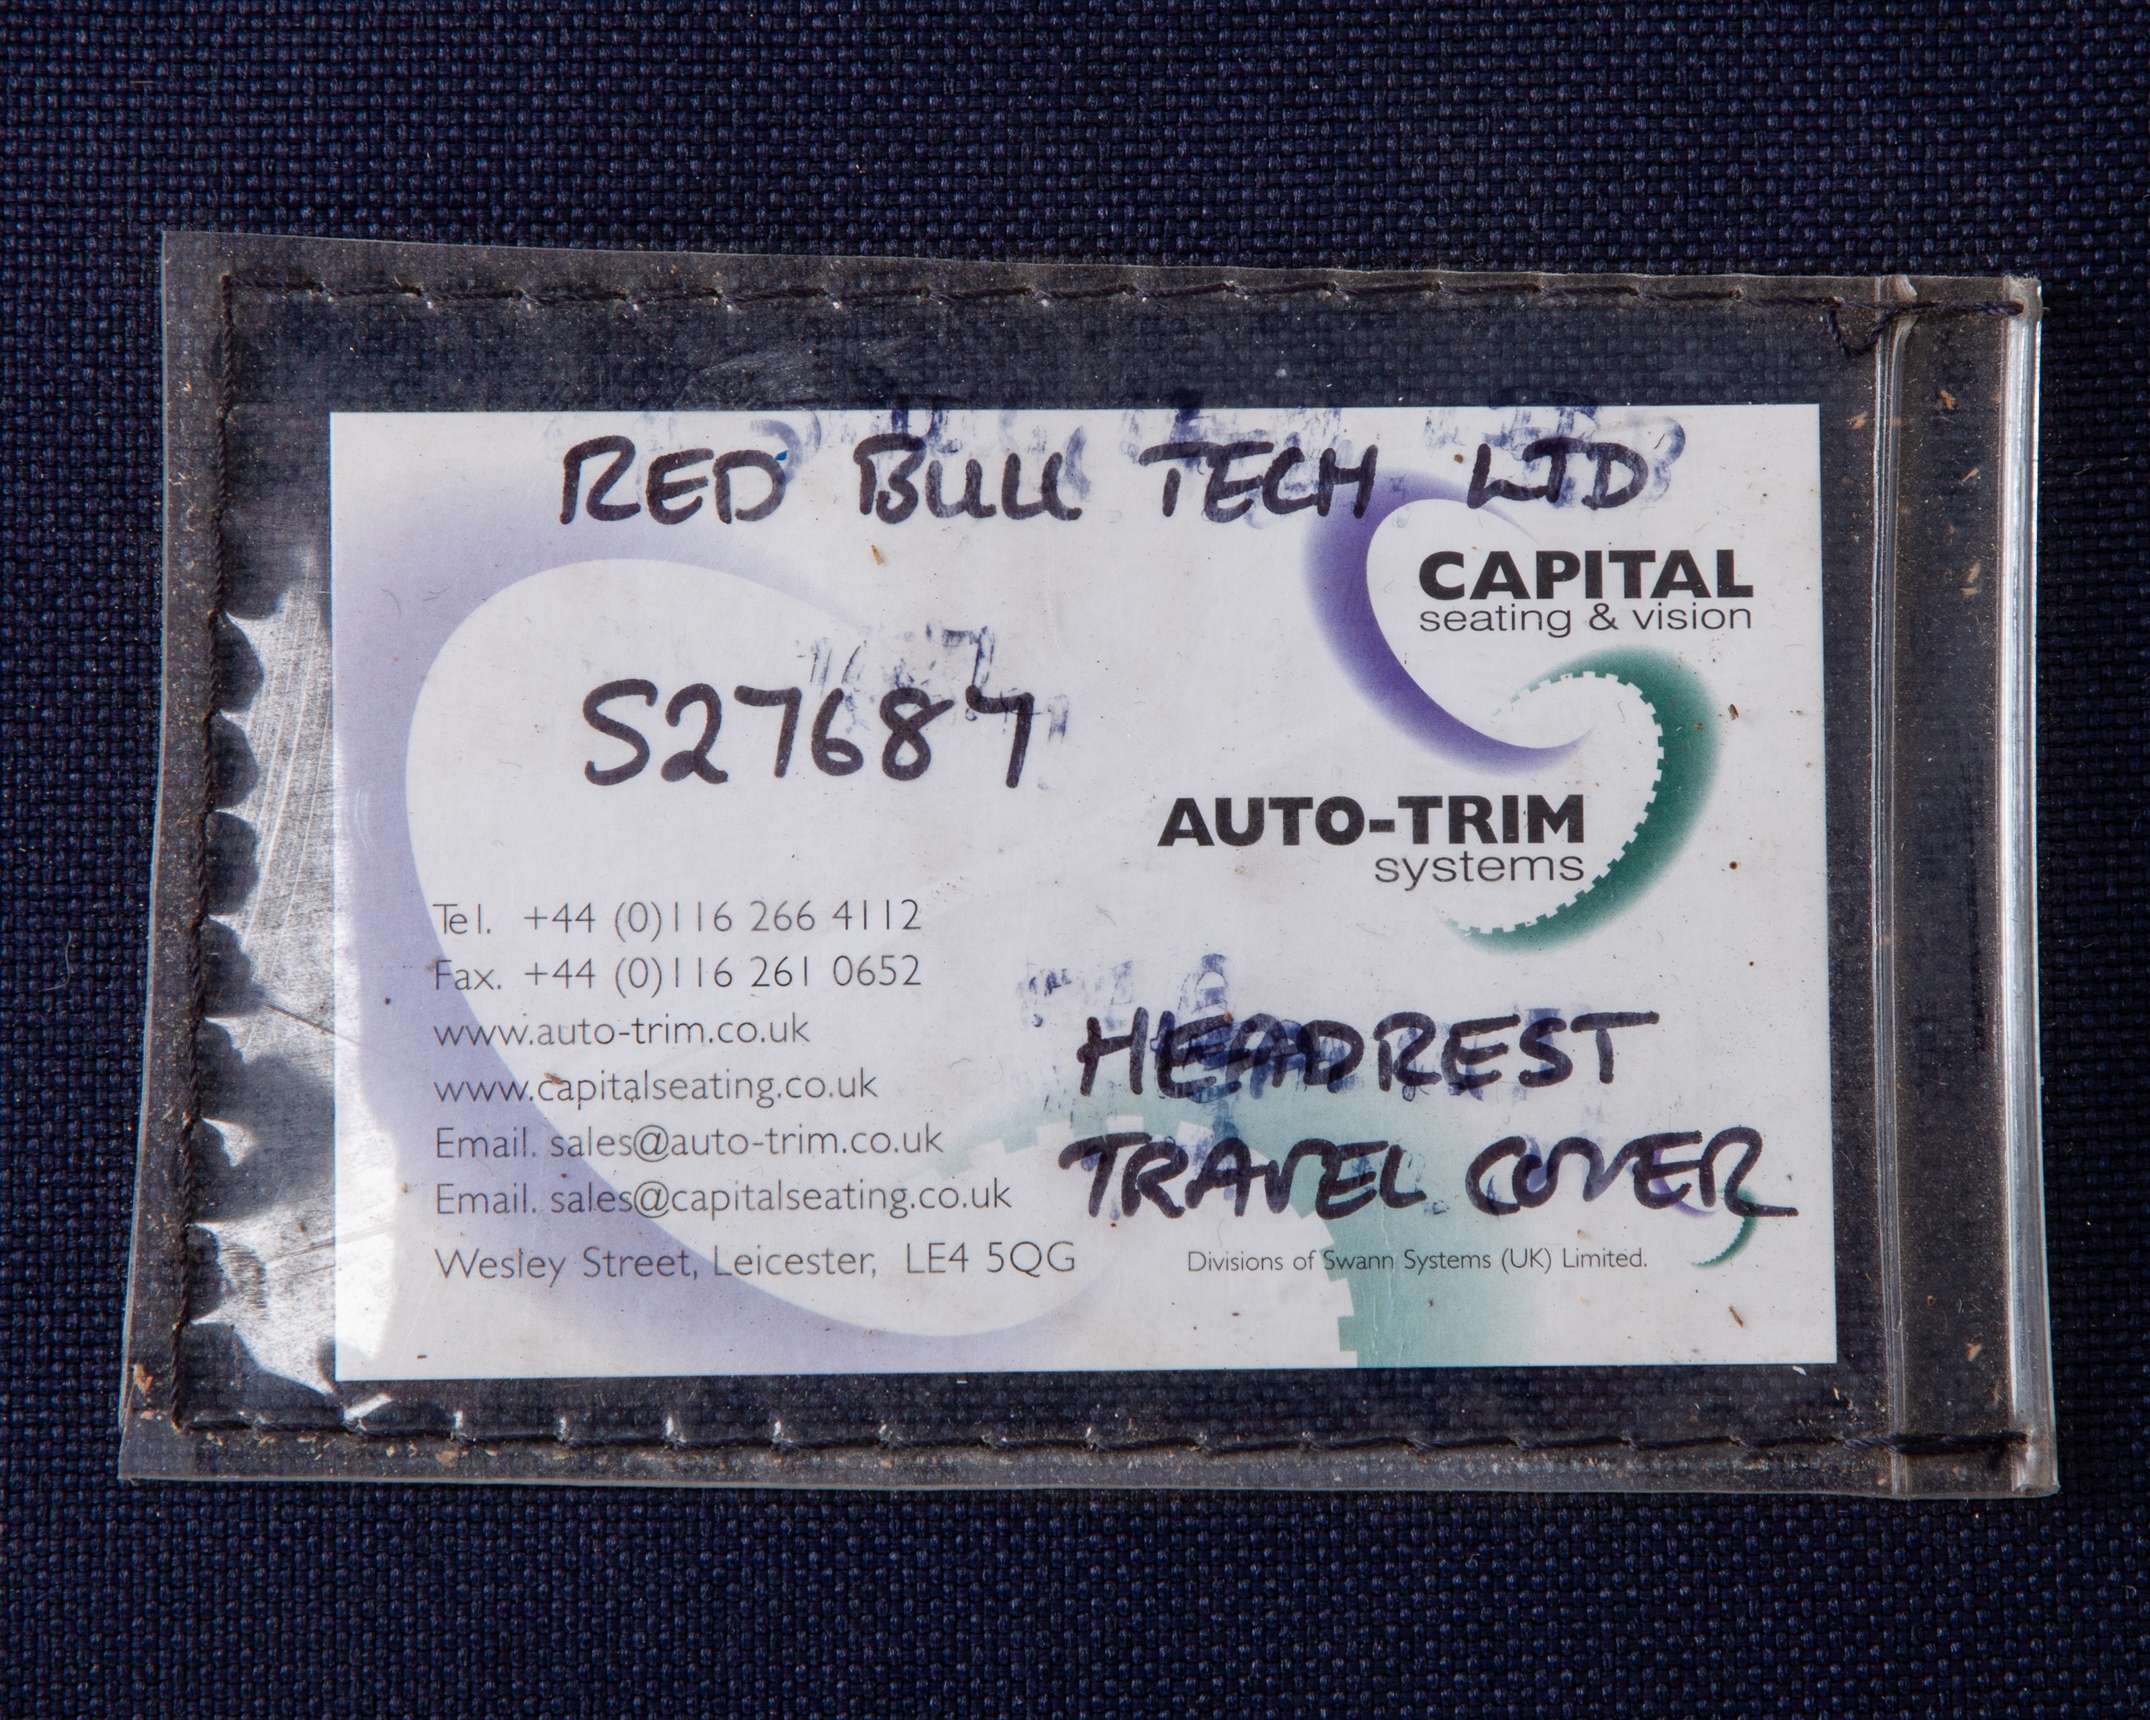 RED BULL TECH LTD
CAPITAL
seating & vision
S27687
AUTO-TRIM
systems
Tel. +44 (0)116 266 4112
Fax. +44 (0)116 261 0652
www.auto-trim.co.uk
www.capitalseating.co.uk
Email. sales@auto-trim.co.uk
Email. sales@capitalseating.co.uk
Wesley Street, Leicester, LE4 5QG
HEADREST
TRAVEL COVER
Divisions of Swann Systems (UK) Limited.